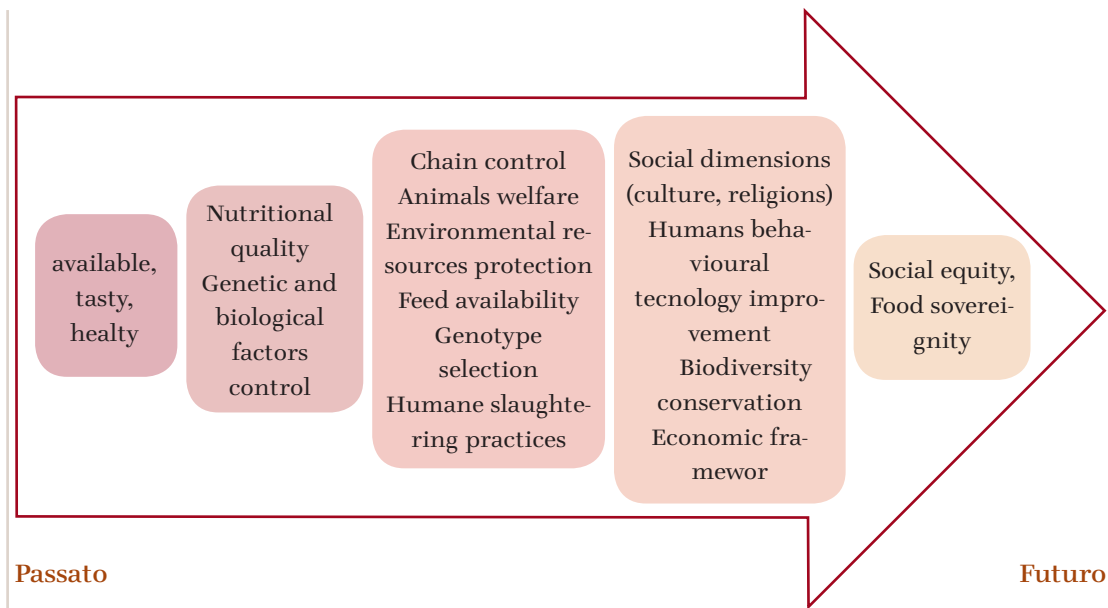 available,
tasty,
healty
Nutritional
quality
Genetic and
biological
factors
control
Chain control
Animals welfare
Environmental re-
sources protection
Feed availability
Genotype
selection
Humane slaughte-
ring practices
Social dimensions
(culture, religions)
Humans beha-
vioural
tecnology impro-
vement
Biodiversity
conservation
Economic fra-
mewor
Social equity,
Food soverei-
gnity
Passato
Futuro